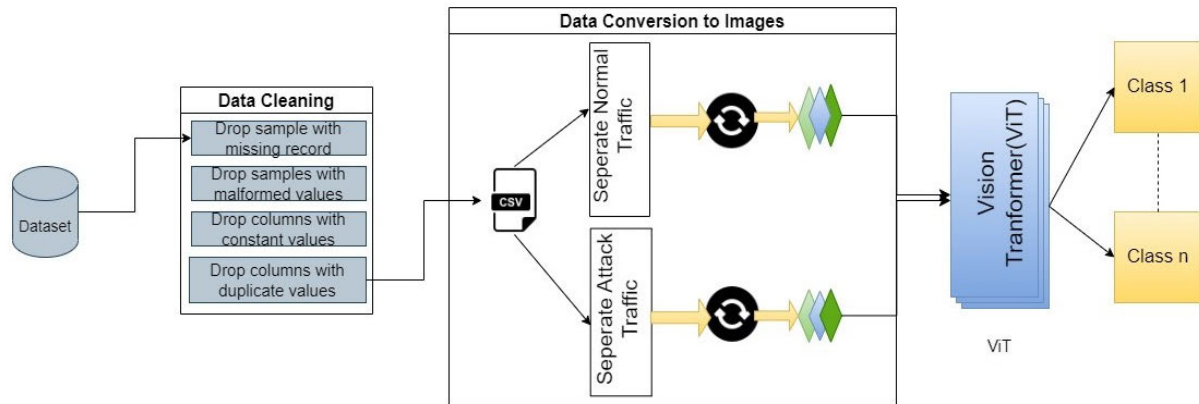 Dataset
Data Cleaning
Drop sample with
missing record
Drop samples with
malformed values
Drop columns with
constant values
Drop columns with
duplicate values
Data Conversion to Images
CSV
Seperate Normal
Traffic
Seperate Attack
Traffic
Vision
Tranformer(ViT)
ViT
Class 1
Class n